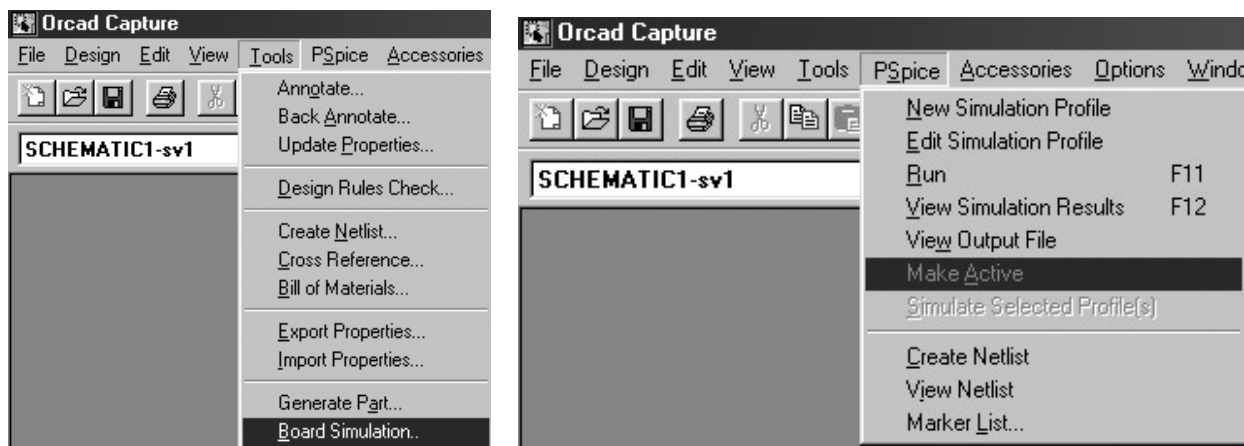 Orcad Capture
File Design Edit View Tools PSpice Accessories
SCHEMATIC1-sv1
Annotate...
Back Annotate...
Update Properties...
Design Rules Check...
Create Netlist...
Cross Reference...
Bill of Materials...
Export Properties...
Import Properties...
Generate Part...
Board Simulation..
Orcad Capture
File Design Edit View Tools PSpice Accessories Options Windo
SCHEMATIC1-sv1
New Simulation Profile
Edit Simulation Profile
Run F11
View Simulation Results F12
View Output File
Make Active
Simulate Selected Profile(s)
Create Netlist
View Netlist
Marker List...